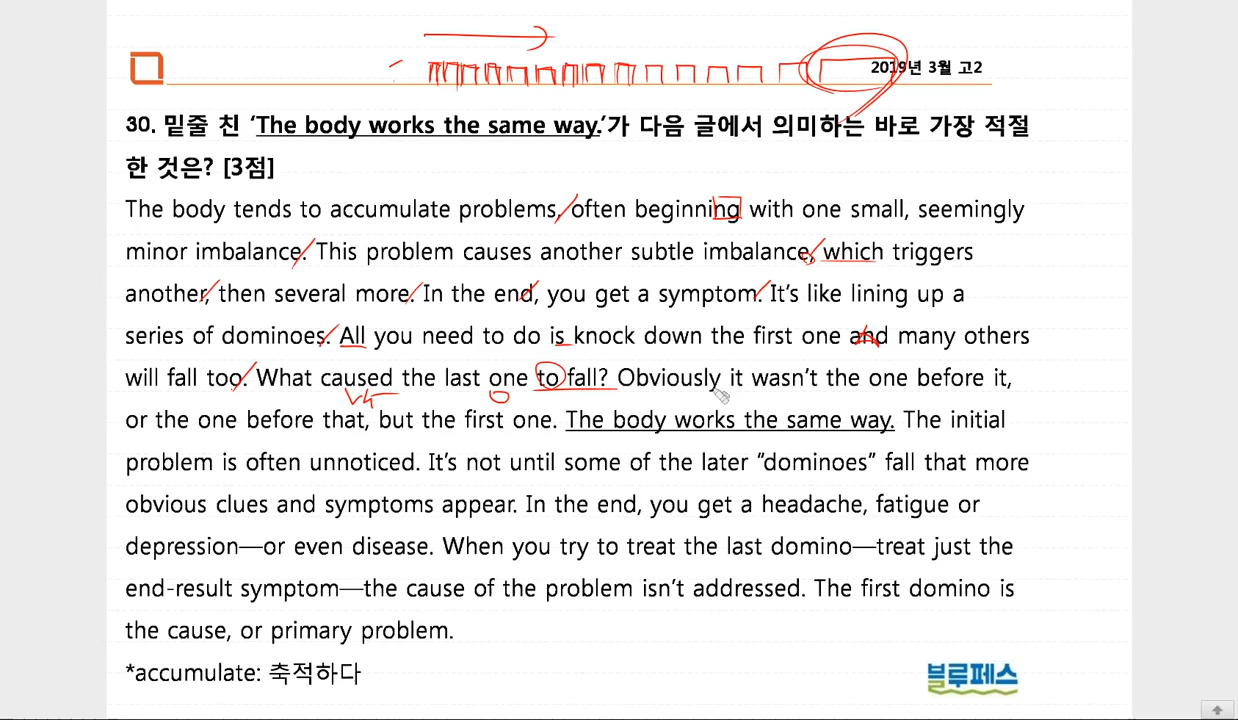 2019년 3월 고2
30. 밑줄 친 ‘The body works the same way.’가 다음 글에서 의미하는 바로 가장 적절
한 것은? [3점]
The body tends to accumulate problems, often beginning with one small, seemingly
minor imbalance. This problem causes another subtle imbalance, which triggers
another, then several more. In the end, you get a symptom. It’s like lining up a
series of dominoes. All you need to do is knock down the first one and many others
will fall too. What caused the last one to fall? Obviously it wasn’t the one before it,
or the one before that, but the first one. The body works the same way. The initial
problem is often unnoticed. It’s not until some of the later “dominoes” fall that more
obvious clues and symptoms appear. In the end, you get a headache, fatigue or
depression—or even disease. When you try to treat the last domino—treat just the
end-result symptom—the cause of the problem isn’t addressed. The first domino is
the cause, or primary problem.
*accumulate: 축적하다
블루페스